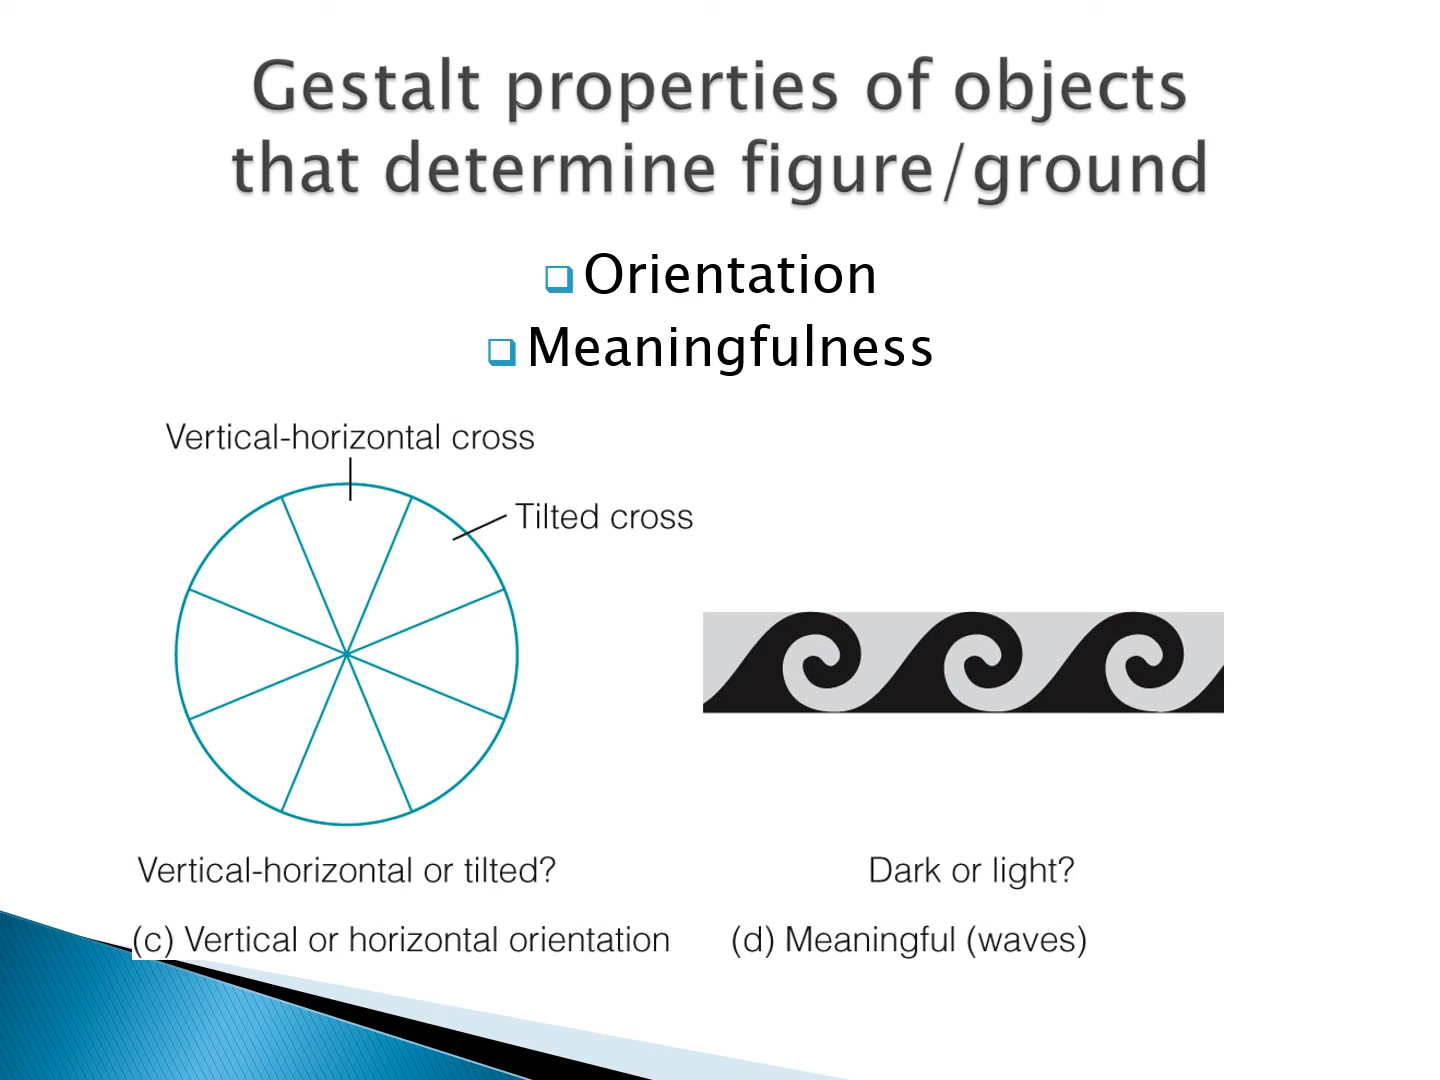 Gestalt properties of objects
that determine figure/ground
Orientation
Meaningfulness
Vertical-horizontal cross
Tilted cross
Vertical-horizontal or tilted?
Dark or light?
(c) Vertical or horizontal orientation
(d) Meaningful (waves)